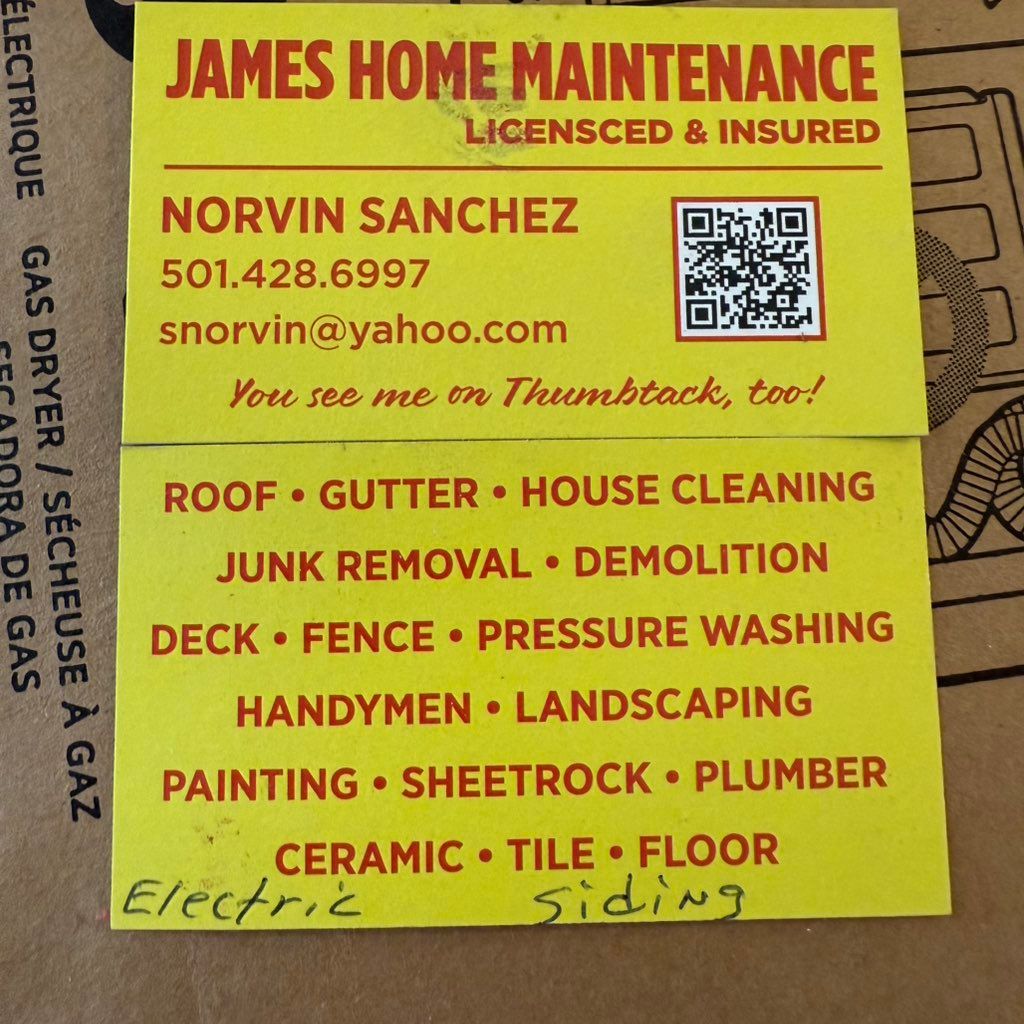 JAMES HOME MAINTENANCE
LICENSCED & INSURED
NORVIN SANCHEZ
501.428.6997
snorvin@yahoo.com
You see me on Thumbtack, too!
ROOF • GUTTER • HOUSE CLEANING
JUNK REMOVAL • DEMOLITION
DECK • FENCE • PRESSURE WASHING
HANDYMEN • LANDSCAPING
PAINTING • SHEETROCK • PLUMBER
CERAMIC • TILE • FLOOR
Electric Siding
ÉLECTRIQUE
GAS DRYER / SÉCHEUSE À GAZ
SECADORA DE GAS